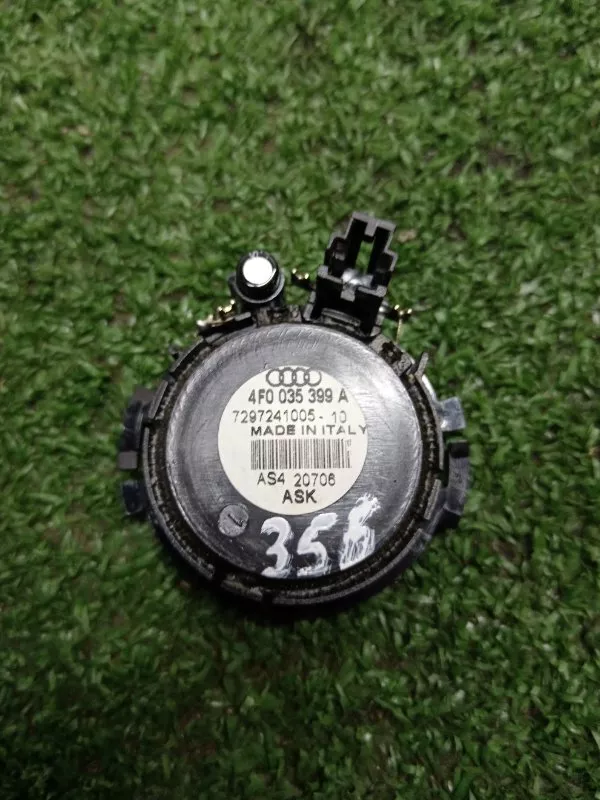 4F0 035 399 A
7297241005-10
MADE IN ITALY
AS4 20706
ASK
356